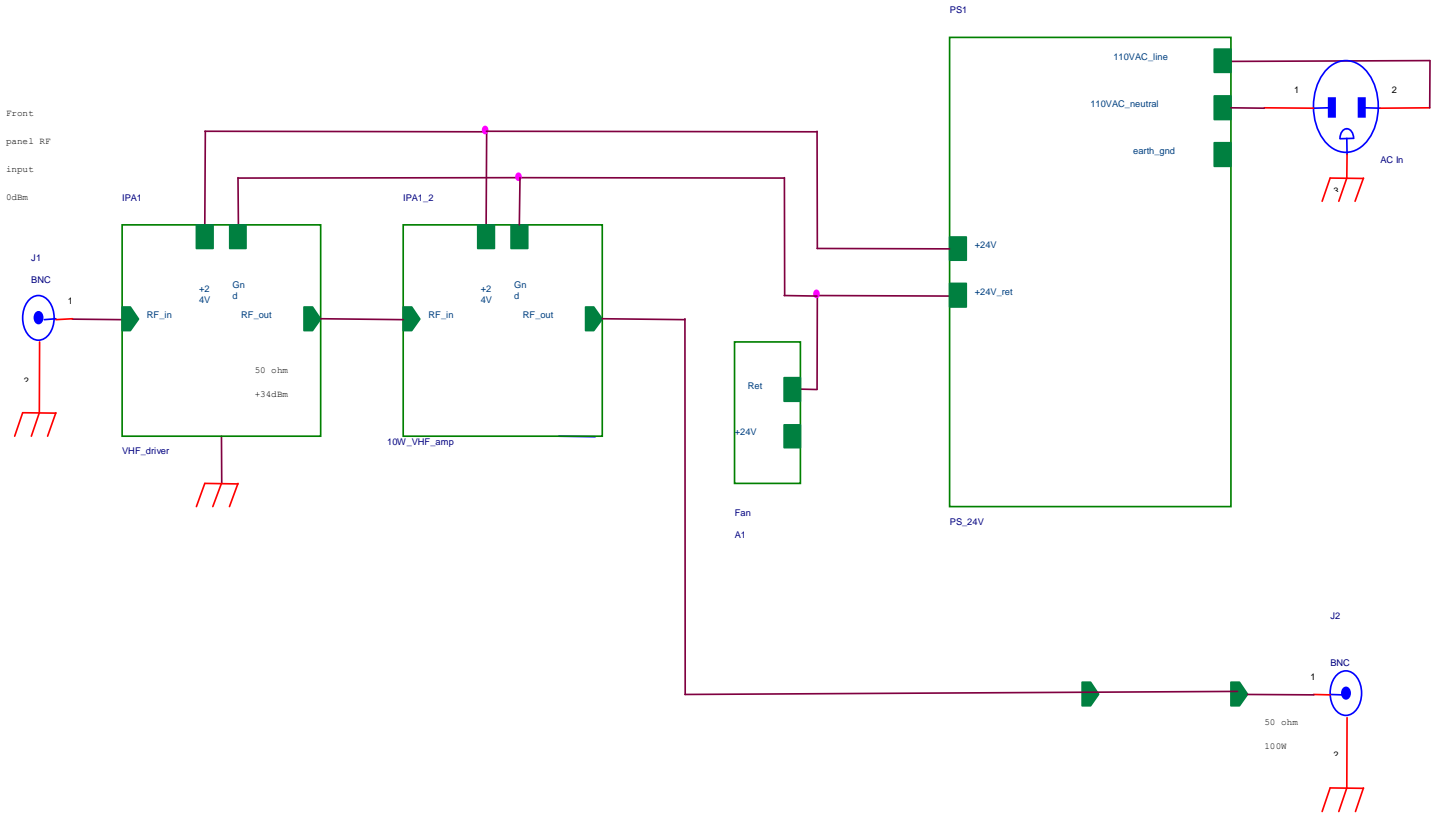 PS1
110VAC_line
1
2
110VAC_neutral
earth_gnd
AC In
3
Front
panel RF
input
0dBm
IPA1
IPA1_2
J1
BNC
1
+2
4V
Gn
d
RF_in
RF_out
50 ohm
+34dBm
2
VHF_driver
+2
4V
Gn
d
RF_in
RF_out
10W_VHF_amp
+24V
+24V_ret
Ret
+24V
Fan
A1
PS_24V
J2
BNC
1
50 ohm
100W
2